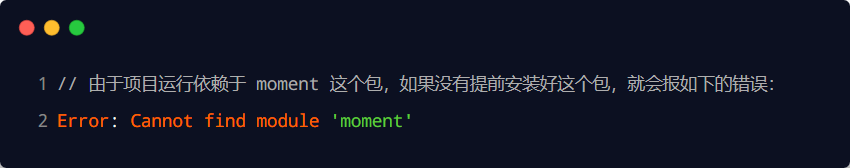 1 // 由于项目运行依赖于 moment 这个包，如果没有提前安装好这个包，就会报如下的错误：
2 Error: Cannot find module 'moment'